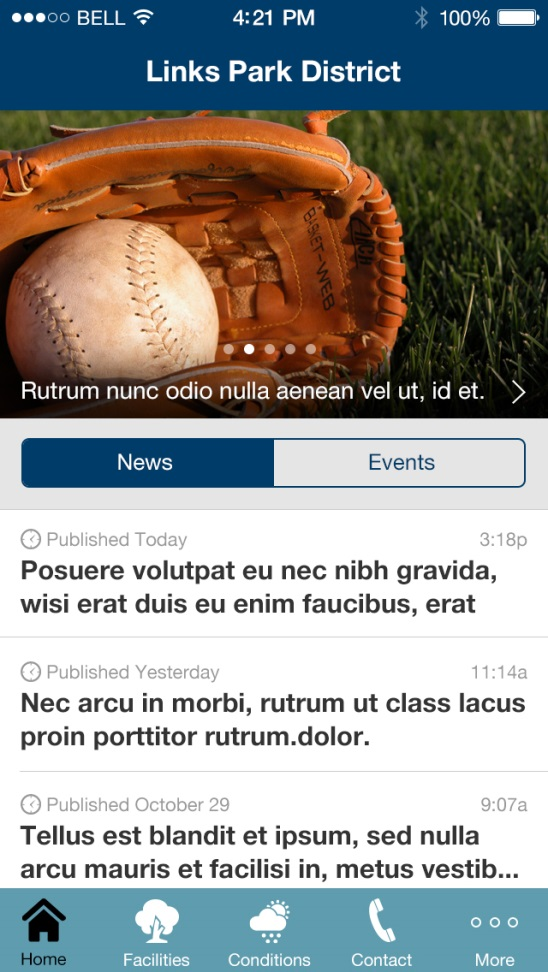 BELL 4:21 PM 100%
Links Park District
BASKET-WEB
Rutrum nunc odio nulla aenean vel ut, id et.
News Events
Published Today 3:18p
Posuere volutpat eu nec nibh gravida,
wisi erat duis eu enim faucibus, erat
Published Yesterday 11:14a
Nec arcu in morbi, rutrum ut class lacus
proin porttitor rutrum.dolor.
Published October 29 9:07a
Tellus est blandit et ipsum, sed nulla
arcu mauris et facilisi in, metus vestib...
Home Facilities Conditions Contact More